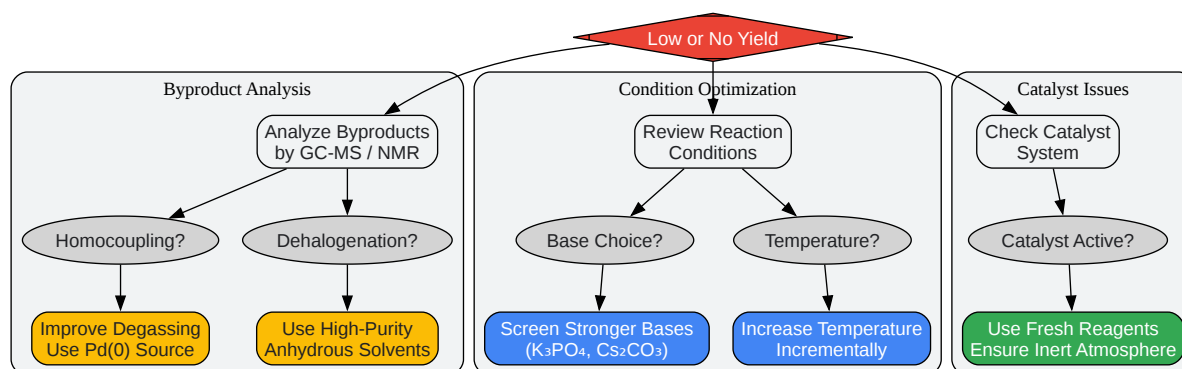 Low or No Yield
Byproduct Analysis
Condition Optimization
Catalyst Issues
Analyze Byproducts
by GC-MS / NMR
Review Reaction
Conditions
Check Catalyst
System
Homocoupling?
Dehalogenation?
Base Choice?
Temperature?
Catalyst Active?
Improve Degassing
Use Pd(0) Source
Use High-Purity
Anhydrous Solvents
Screen Stronger Bases
(K₃PO₄, Cs₂CO₃)
Increase Temperature
Incrementally
Use Fresh Reagents
Ensure Inert Atmosphere